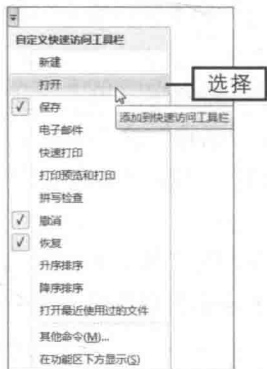 自定义快速访问工具栏
新建
打开
选择
保存
添加到快速访问工具栏
电子邮件
快速打印
打印预览和打印
拼写检查
撤消
恢复
升序排序
降序排序
打开最近使用过的文件
其他命令(M)...
在功能区下方显示(S)